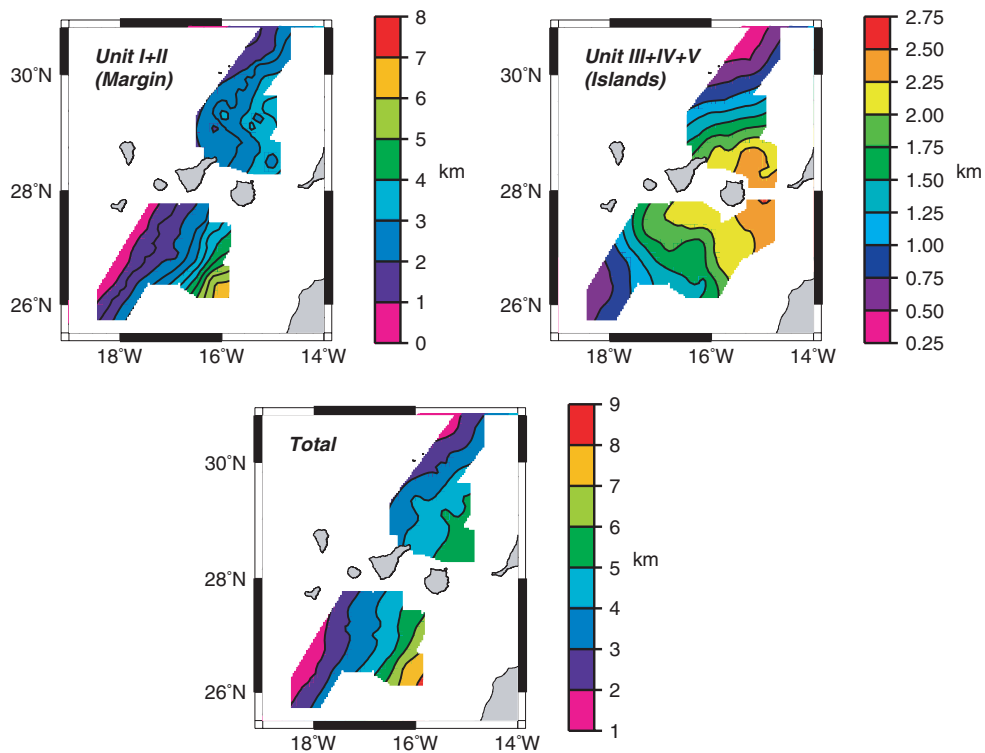 Unit I+II
(Margin)
30°N
28°N
26°N
18°W
16°W
14°W
8
7
6
5
4
3
2
1
0
km
Unit III+IV+V
(Islands)
30°N
28°N
26°N
18°W
16°W
14°W
2.75
2.50
2.25
2.00
1.75
1.50
1.25
1.00
0.75
0.50
0.25
km
Total
30°N
28°N
26°N
18°W
16°W
14°W
9
8
7
6
5
4
3
2
1
km